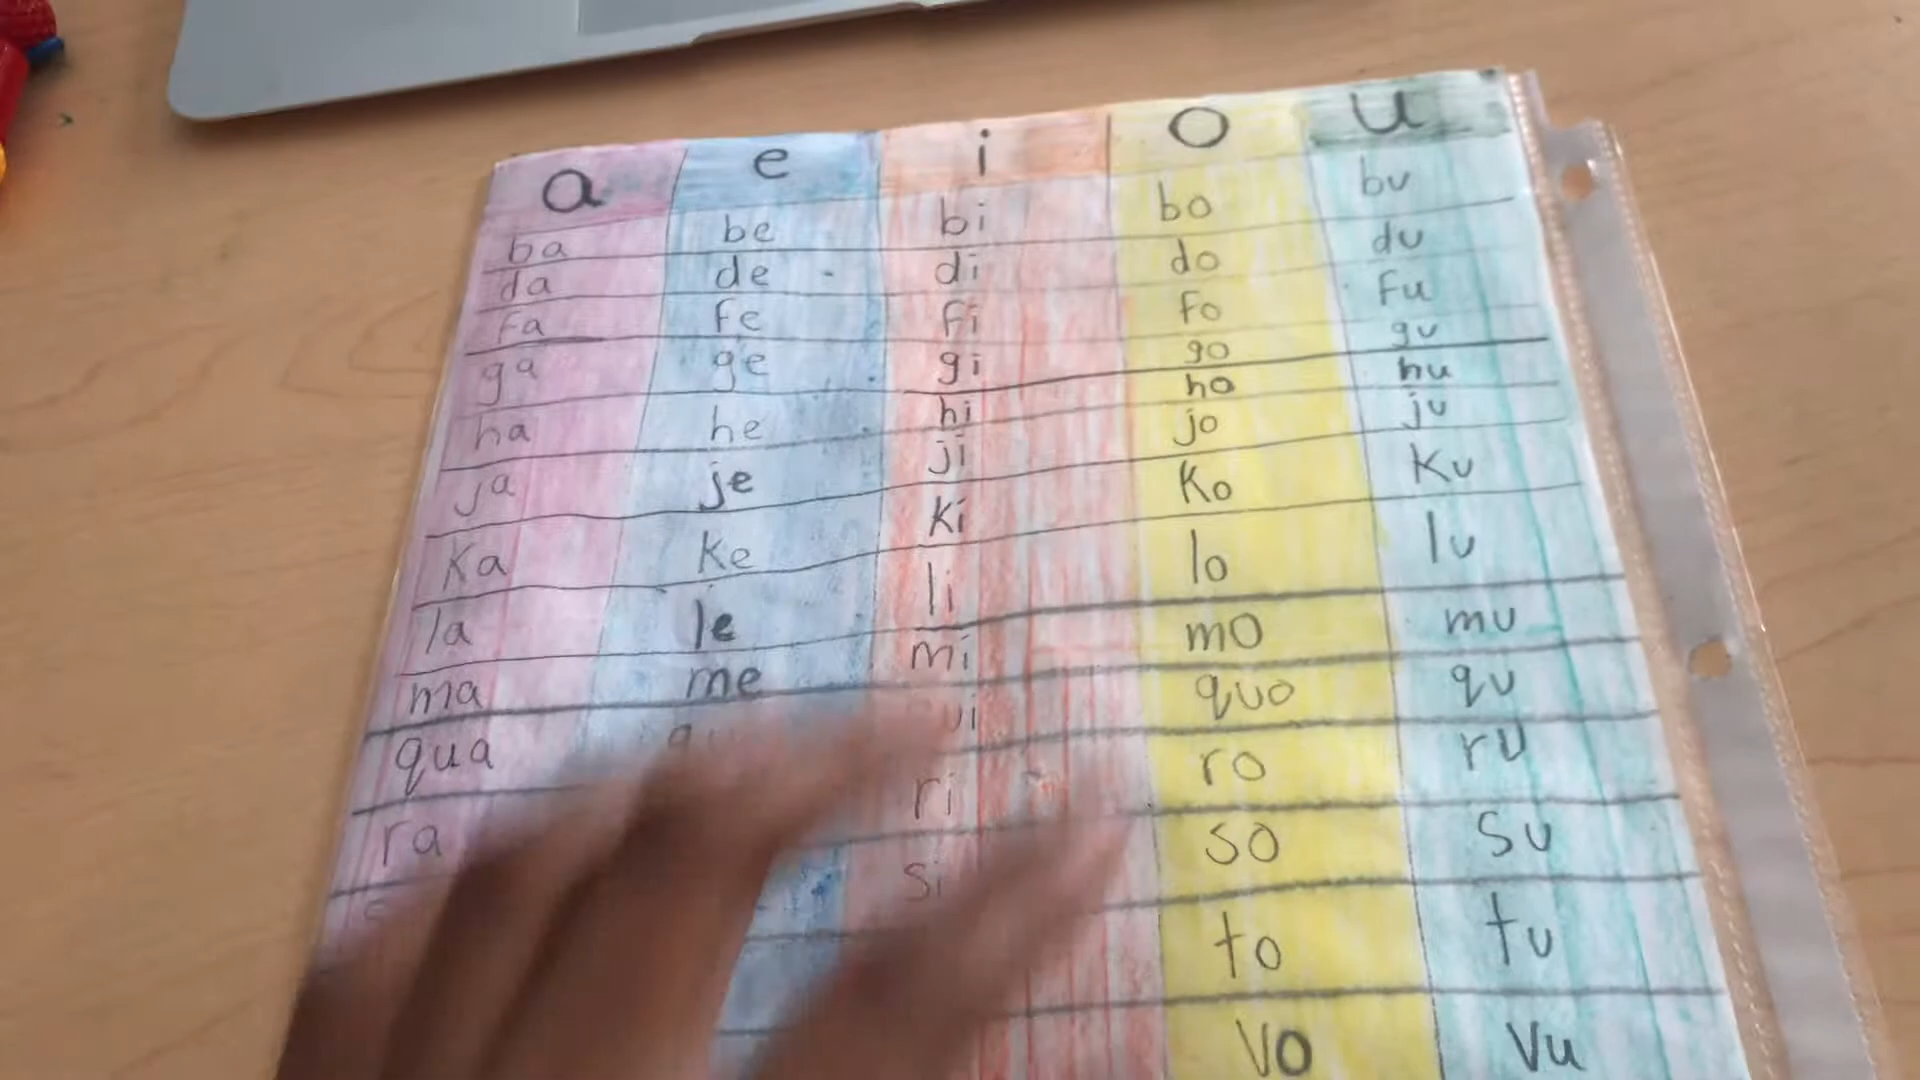 a e i o u
ba be bi bo bu
da de di do du
fa fe fi fo fu
ga ge gi go gu
ha he hi ho hu
ja je ji jo ju
Ka Ke Ki Ko Ku
la le li lo lu
ma me mi mo mu
qua quo qu
ra ri ro ru
si so su
to tu
vo vu